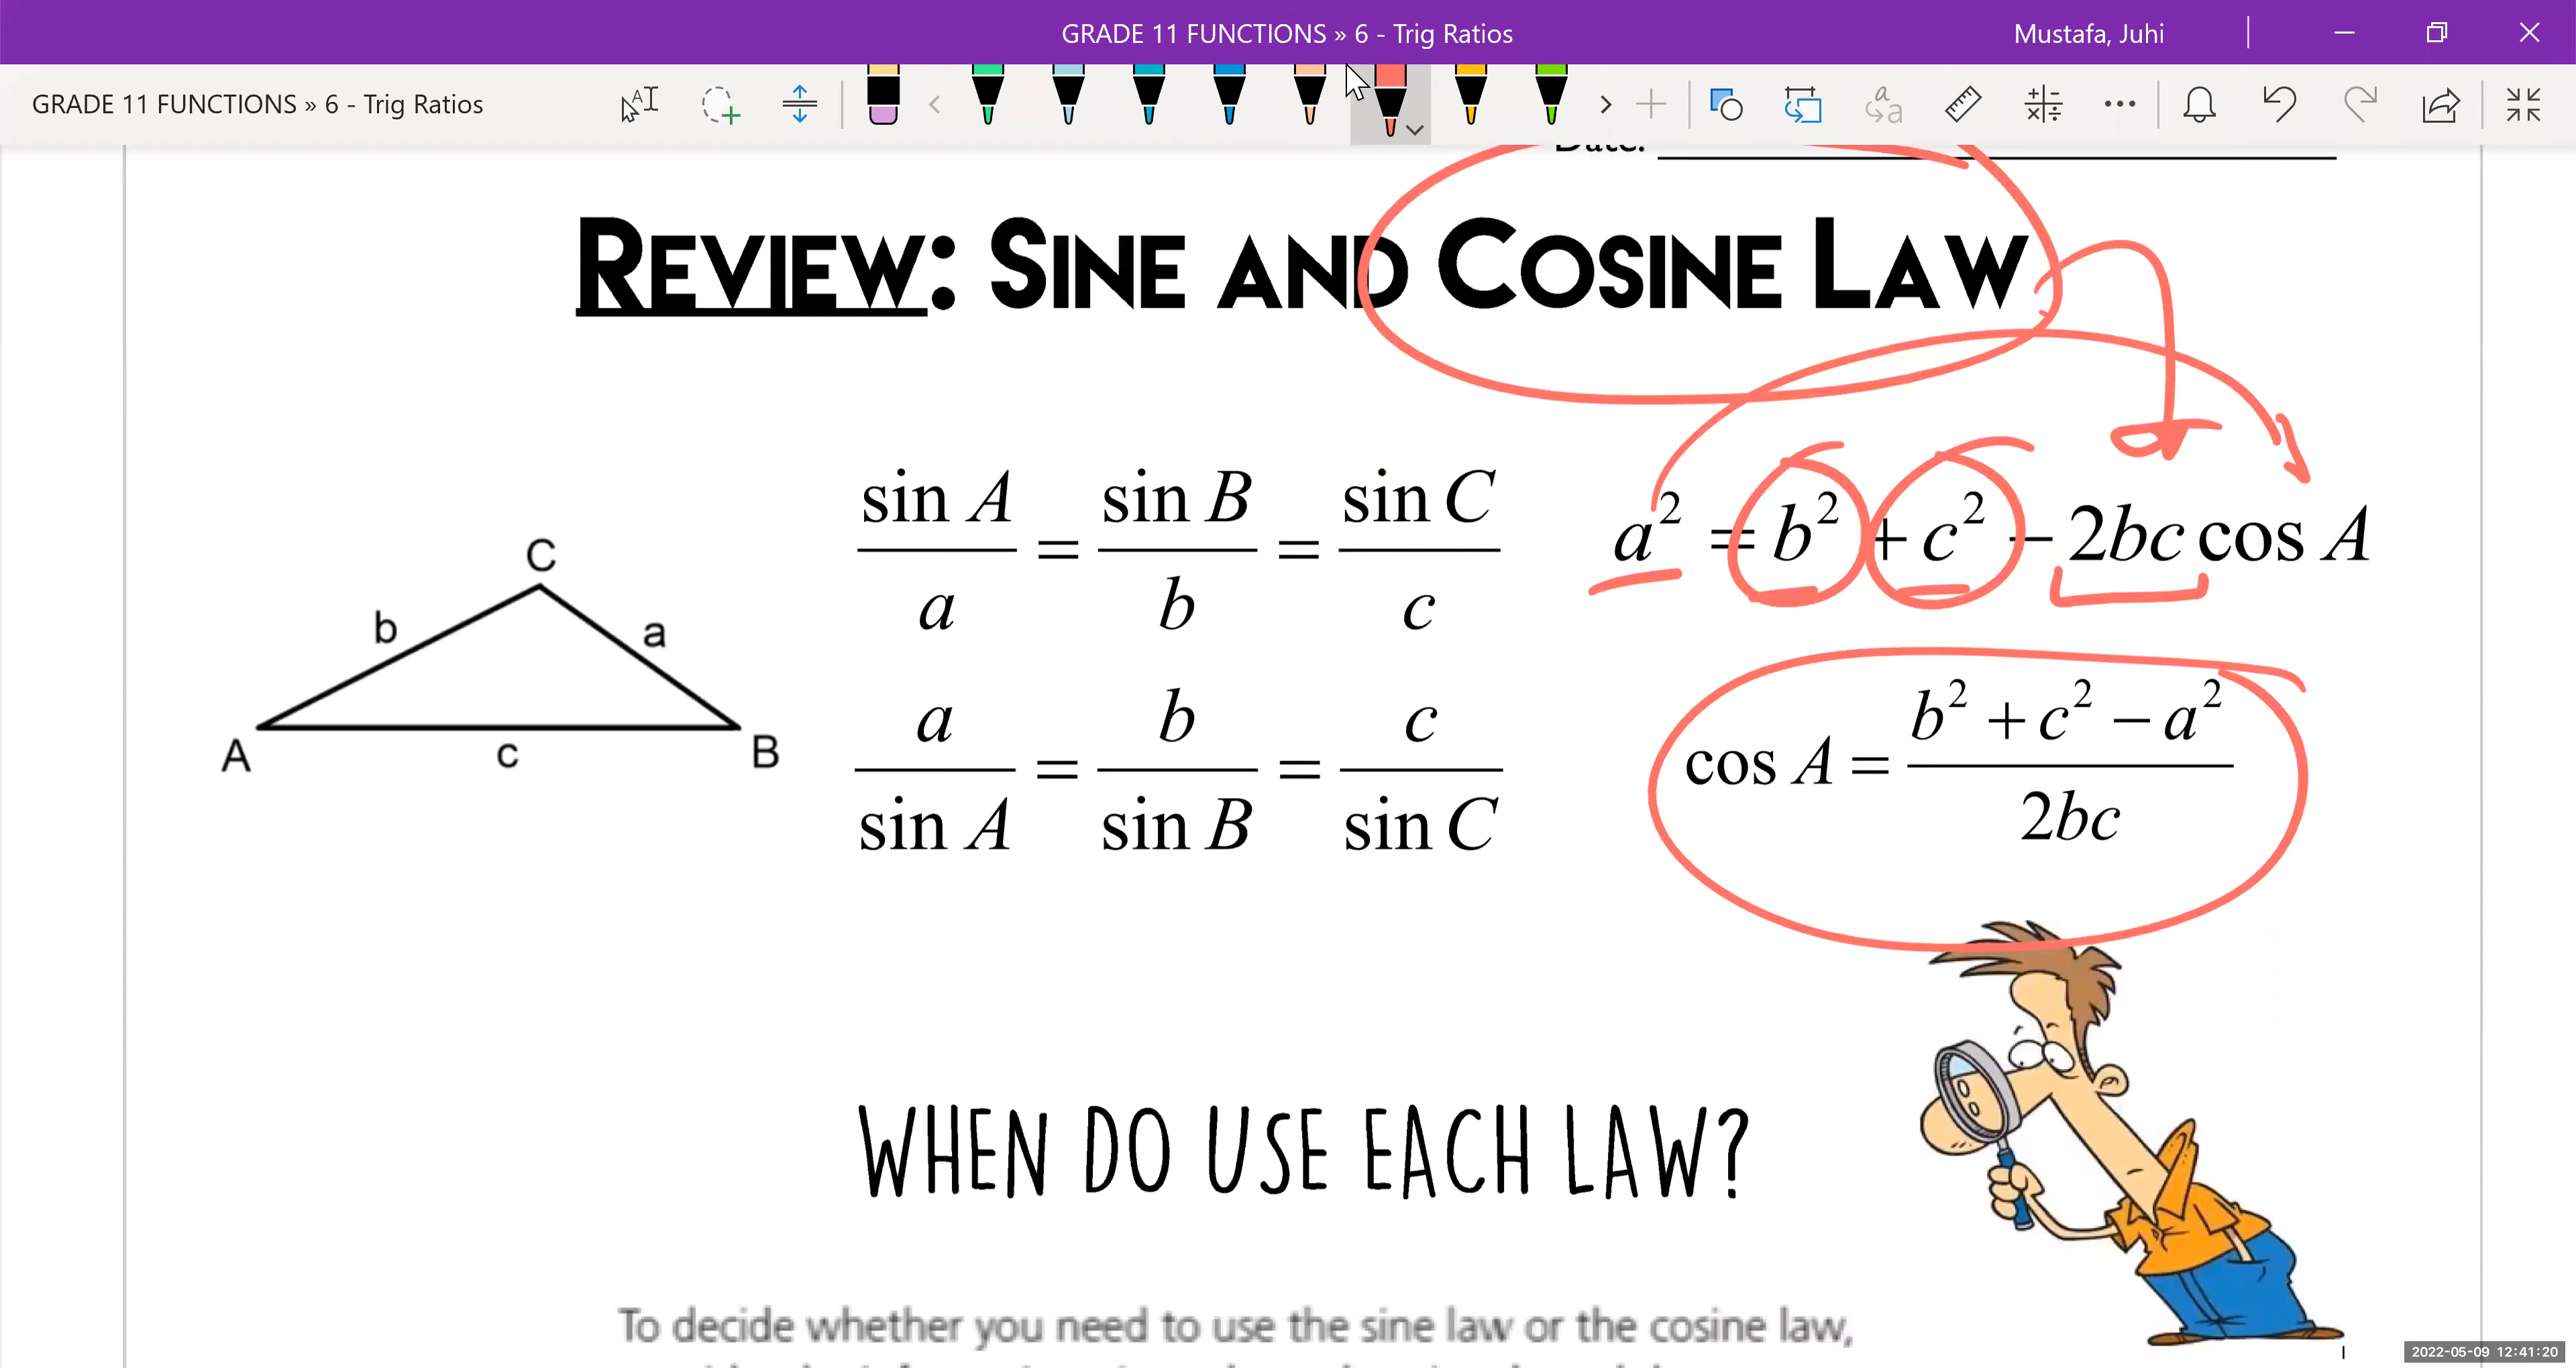 GRADE 11 FUNCTIONS » 6 - Trig Ratios
Mustafa, Juhi
GRADE 11 FUNCTIONS » 6 - Trig Ratios
Date:
REVIEW: SINE AND COSINE LAW
sin A / a = sin B / b = sin C / c
a² = b² + c² − 2bc cos A
C
b
a
A
c
B
a / sin A = b / sin B = c / sin C
cos A = (b² + c² − a²) / 2bc
WHEN DO USE EACH LAW?
To decide whether you need to use the sine law or the cosine law,
2022-05-09 12:41:20